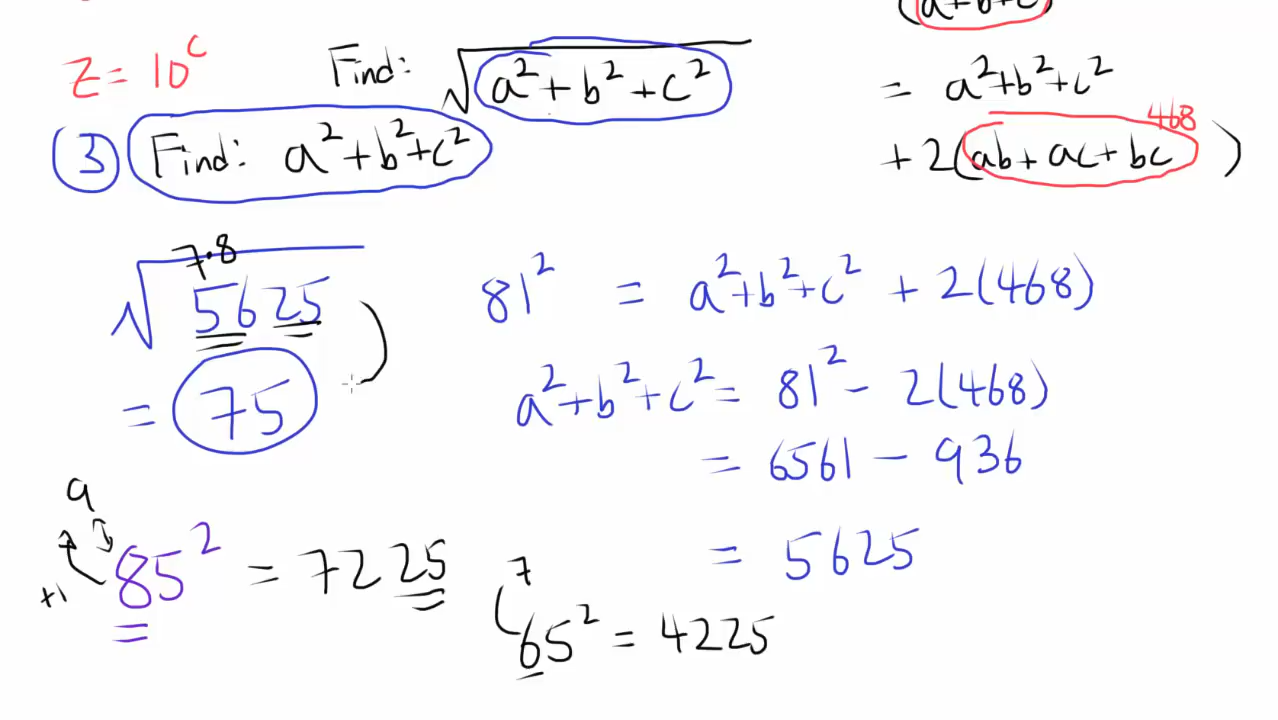 (a+b+c)
z = 10^c Find: √a²+b²+c²
= a²+b²+c²
③ Find: a²+b²+c²
468
+ 2(ab + ac + bc)
7·8
√5625
= 75
81² = a²+b²+c² + 2(468)
a²+b²+c² = 81² - 2(468)
= 6561 - 936
= 5625
9
+1
85² = 7225
7
65² = 4225